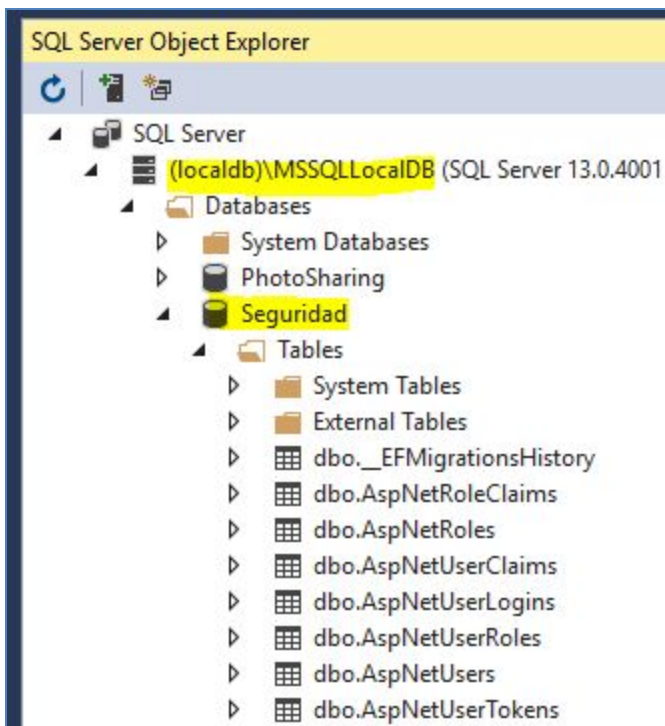 SQL Server Object Explorer
SQL Server
(localdb)\MSSQLLocalDB (SQL Server 13.0.4001
Databases
System Databases
PhotoSharing
Seguridad
Tables
System Tables
External Tables
dbo.__EFMigrationsHistory
dbo.AspNetRoleClaims
dbo.AspNetRoles
dbo.AspNetUserClaims
dbo.AspNetUserLogins
dbo.AspNetUserRoles
dbo.AspNetUsers
dbo.AspNetUserTokens